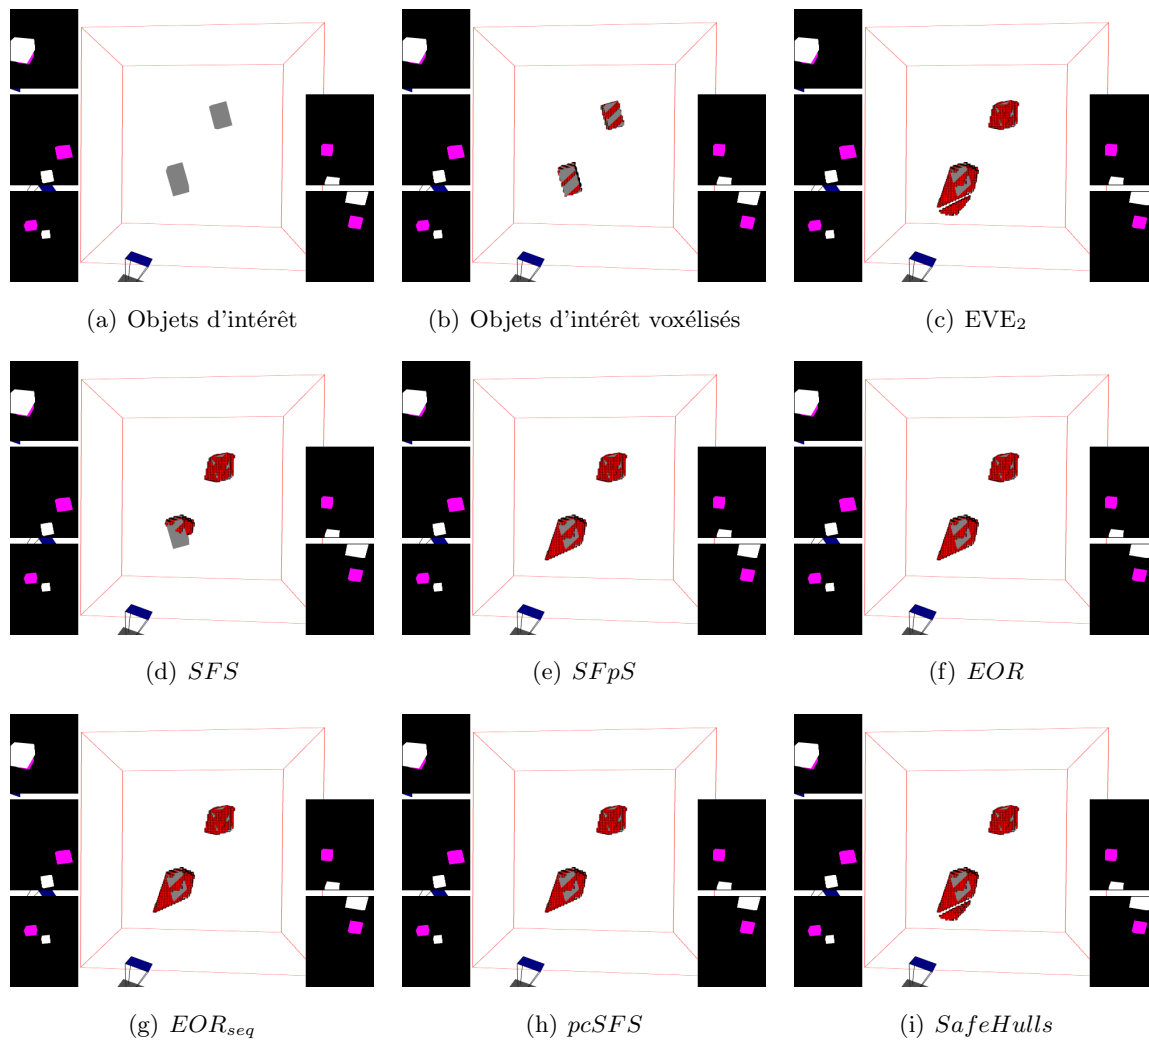 (a) Objets d'intérêt
(b) Objets d'intérêt voxélisés
(c) EVE₂
(d) SFS
(e) SFpS
(f) EOR
(g) EOR_seq
(h) pcSFS
(i) SafeHulls